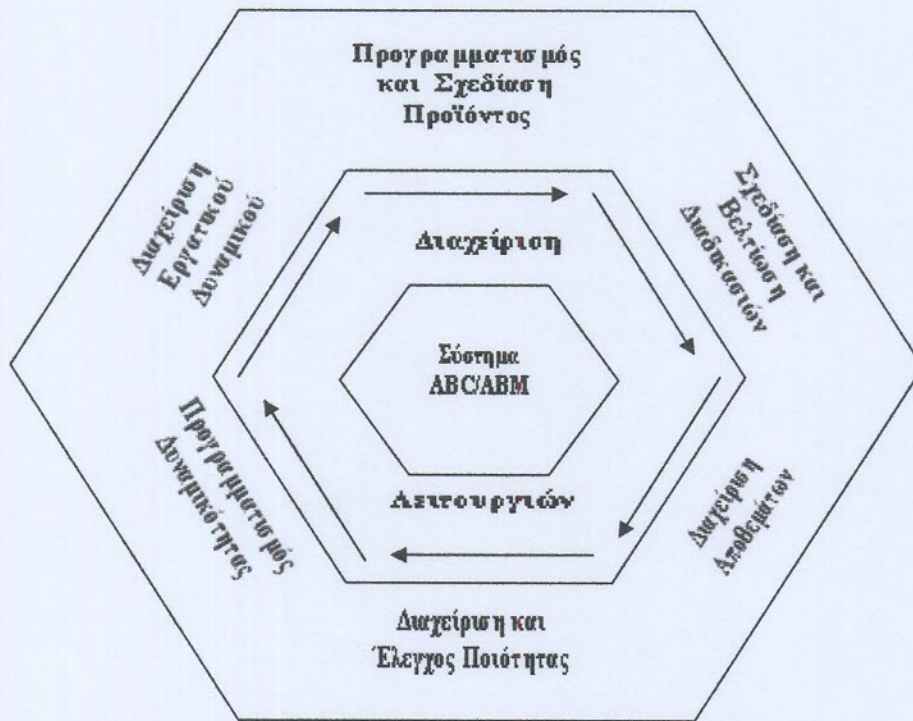 Προγραμματισμός
και Σχεδίαση
Προϊόντος
Σχεδίαση και
Βελτίωση
Διαδικασιών
Διαχείριση
Εργατικού
Δυναμικού
Διαχείριση
Σύστημα
ABC/ABM
Λειτουργιών
Προγραμματισμός
Δυναμικότητας
Διαχείριση
Αποθεμάτων
Διαχείριση και
Έλεγχος Ποιότητας